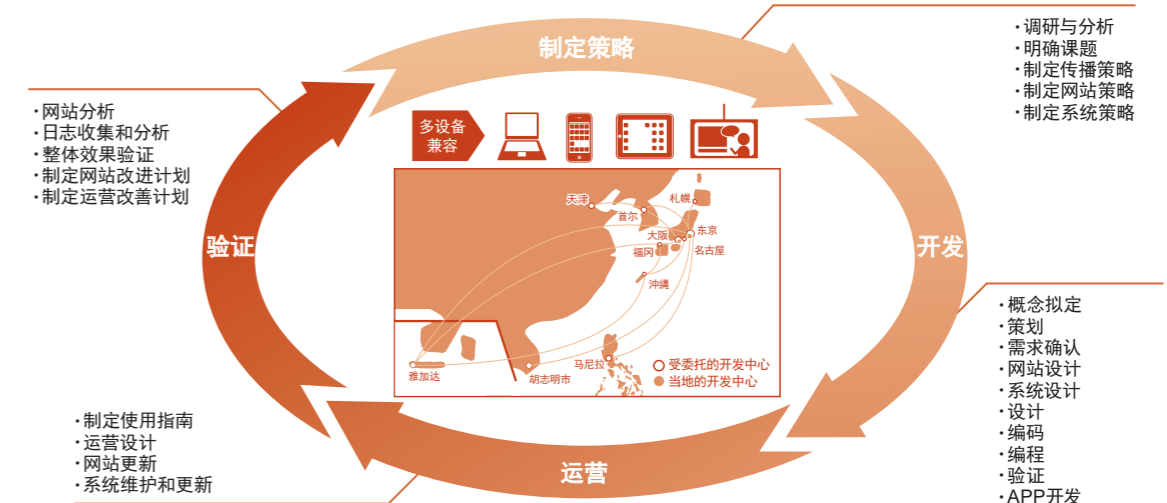 制定策略
·调研与分析
·明确课题
·制定传播策略
·制定网站策略
·制定系统策略
·网站分析
·日志收集和分析
·整体效果验证
·制定网站改进计划
·制定运营改善计划
多设备
兼容
天津
首尔
札幌
大阪
东京
福冈
名古屋
沖縄
验证
开发
马尼拉
雅加达
胡志明市
受委托的开发中心
当地的开发中心
·概念拟定
·策划
·需求确认
·网站设计
·系统设计
·设计
·编码
·编程
·验证
·APP开发
·制定使用指南
·运营设计
·网站更新
·系统维护和更新
运营